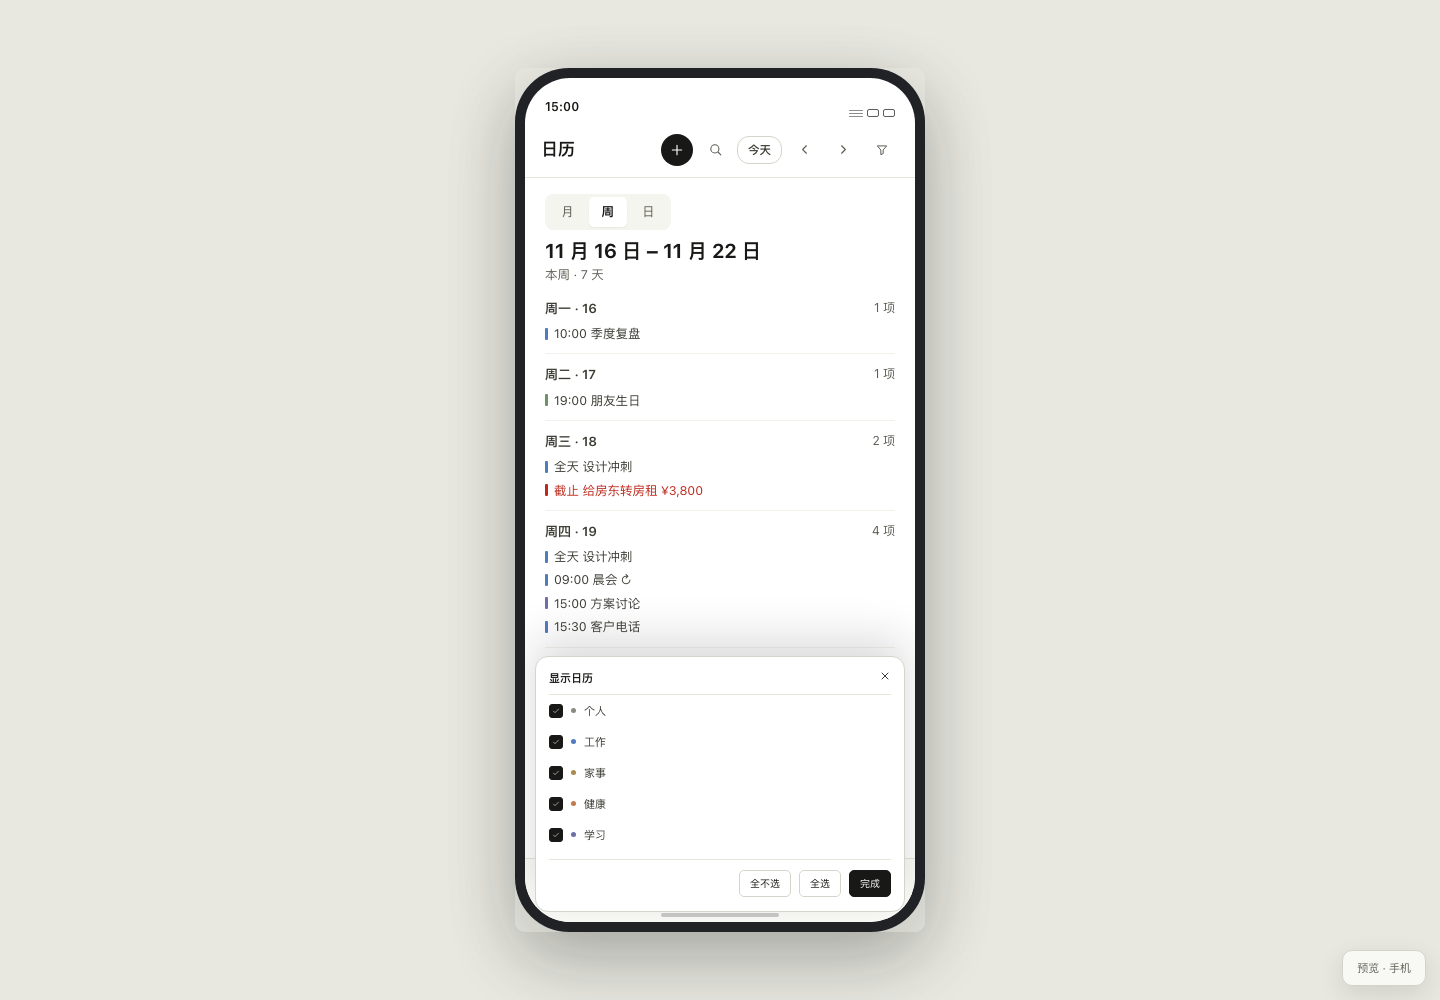 15:00
日历
今天
月 周 日
11 月 16 日 – 11 月 22 日
本周 · 7 天
周一 · 16 1 项
10:00 季度复盘
周二 · 17 1 项
19:00 朋友生日
周三 · 18 2 项
全天 设计冲刺
截止 给房东转房租 ¥3,800
周四 · 19 4 项
全天 设计冲刺
09:00 晨会 ↻
15:00 方案讨论
15:30 客户电话
显示日历
个人
工作
家事
健康
学习
全不选 全选 完成
预览 · 手机